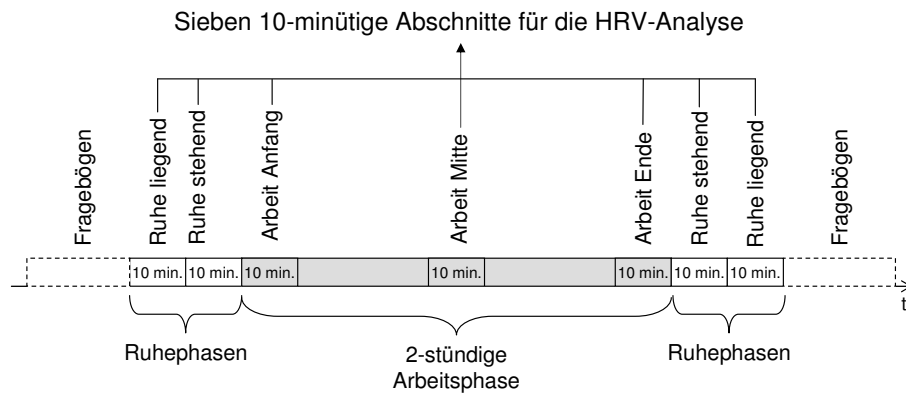 Sieben 10-minütige Abschnitte für die HRV-Analyse
Fragebögen
Ruhe liegend
Ruhe stehend
Arbeit Anfang
Arbeit Mitte
Arbeit Ende
Ruhe stehend
Ruhe liegend
Fragebögen
10 min. 10 min. 10 min. 10 min. 10 min. 10 min. 10 min.
t
Ruhephasen
2-stündige
Arbeitsphase
Ruhephasen